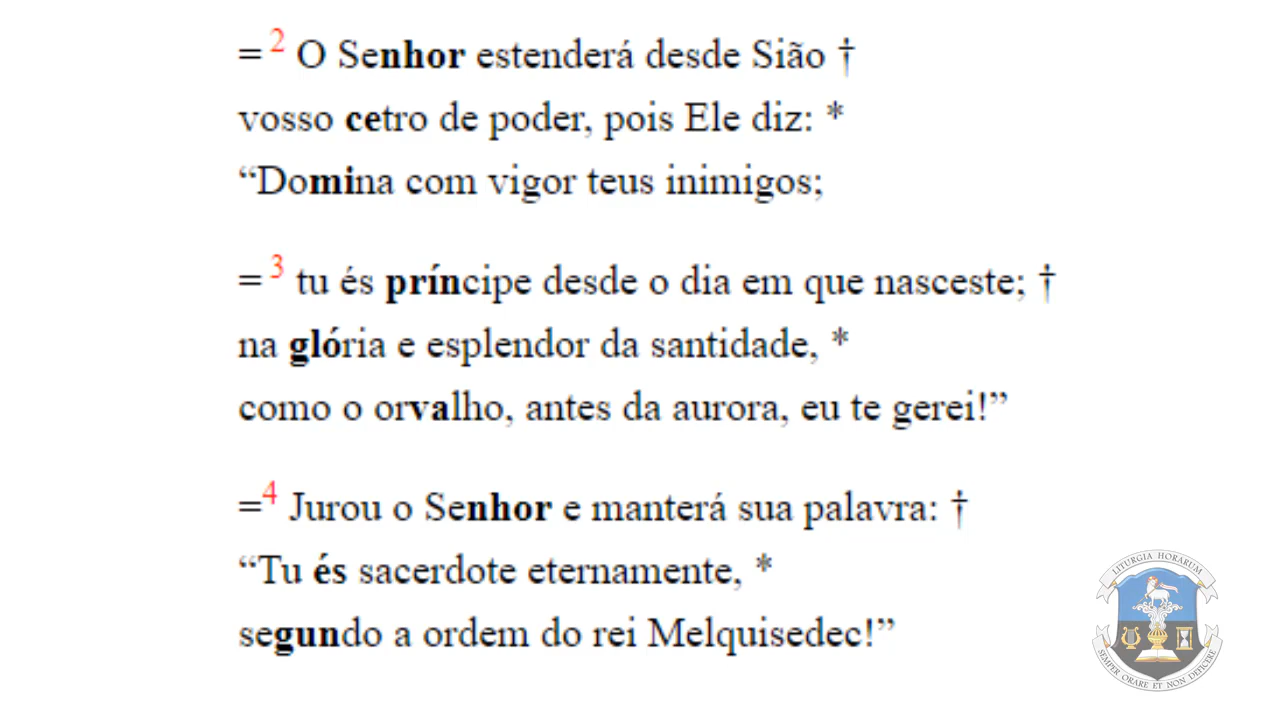 = 2 O Senhor estenderá desde Sião †
vosso cetro de poder, pois Ele diz: *
“Domina com vigor teus inimigos;
= 3 tu és príncipe desde o dia em que nasceste; †
na glória e esplendor da santidade, *
como o orvalho, antes da aurora, eu te gerei!”
=4 Jurou o Senhor e manterá sua palavra: †
“Tu és sacerdote eternamente, *
segundo a ordem do rei Melquisedec!”
LITURGIA HORARUM
SEMPER ORARE ET NON DEFICERE